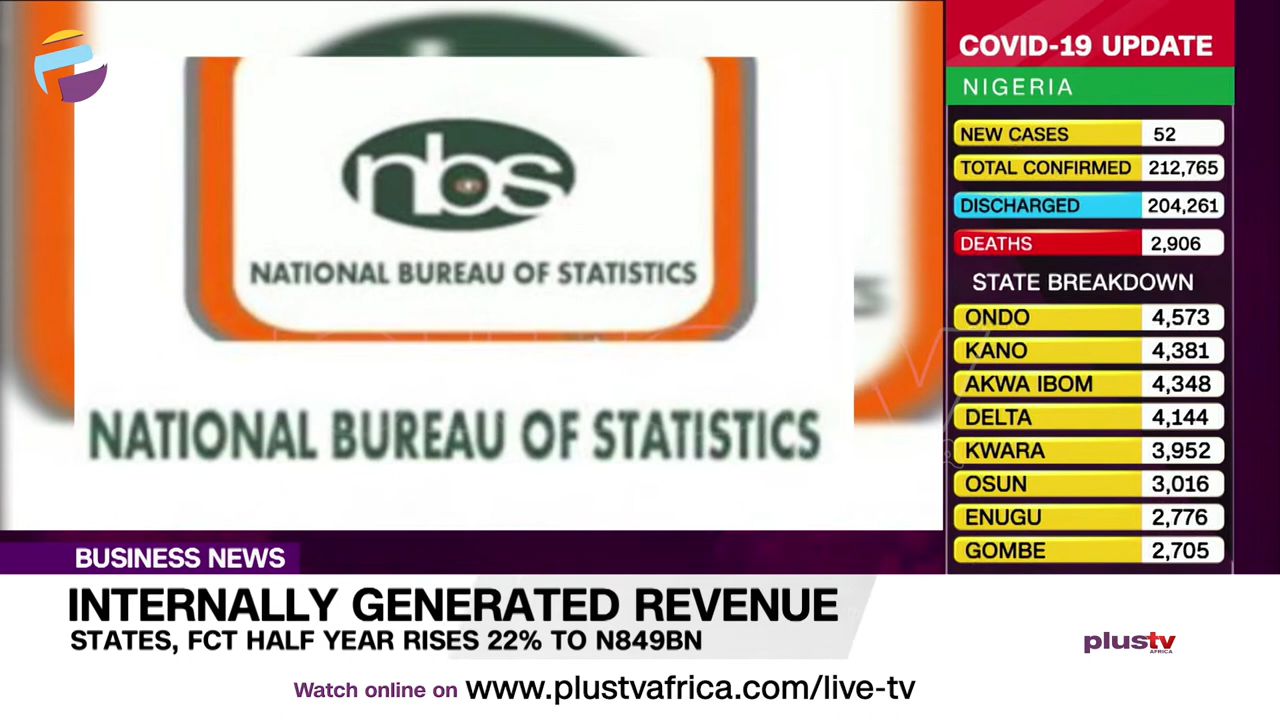 nbs
NATIONAL BUREAU OF STATISTICS
NATIONAL BUREAU OF STATISTICS
COVID-19 UPDATE
NIGERIA
NEW CASES 52
TOTAL CONFIRMED 212,765
DISCHARGED 204,261
DEATHS 2,906
STATE BREAKDOWN
ONDO 4,573
KANO 4,381
AKWA IBOM 4,348
DELTA 4,144
KWARA 3,952
OSUN 3,016
ENUGU 2,776
GOMBE 2,705
BUSINESS NEWS
INTERNALLY GENERATED REVENUE
STATES, FCT HALF YEAR RISES 22% TO N849BN
plustv
AFRICA
Watch online on www.plustvafrica.com/live-tv